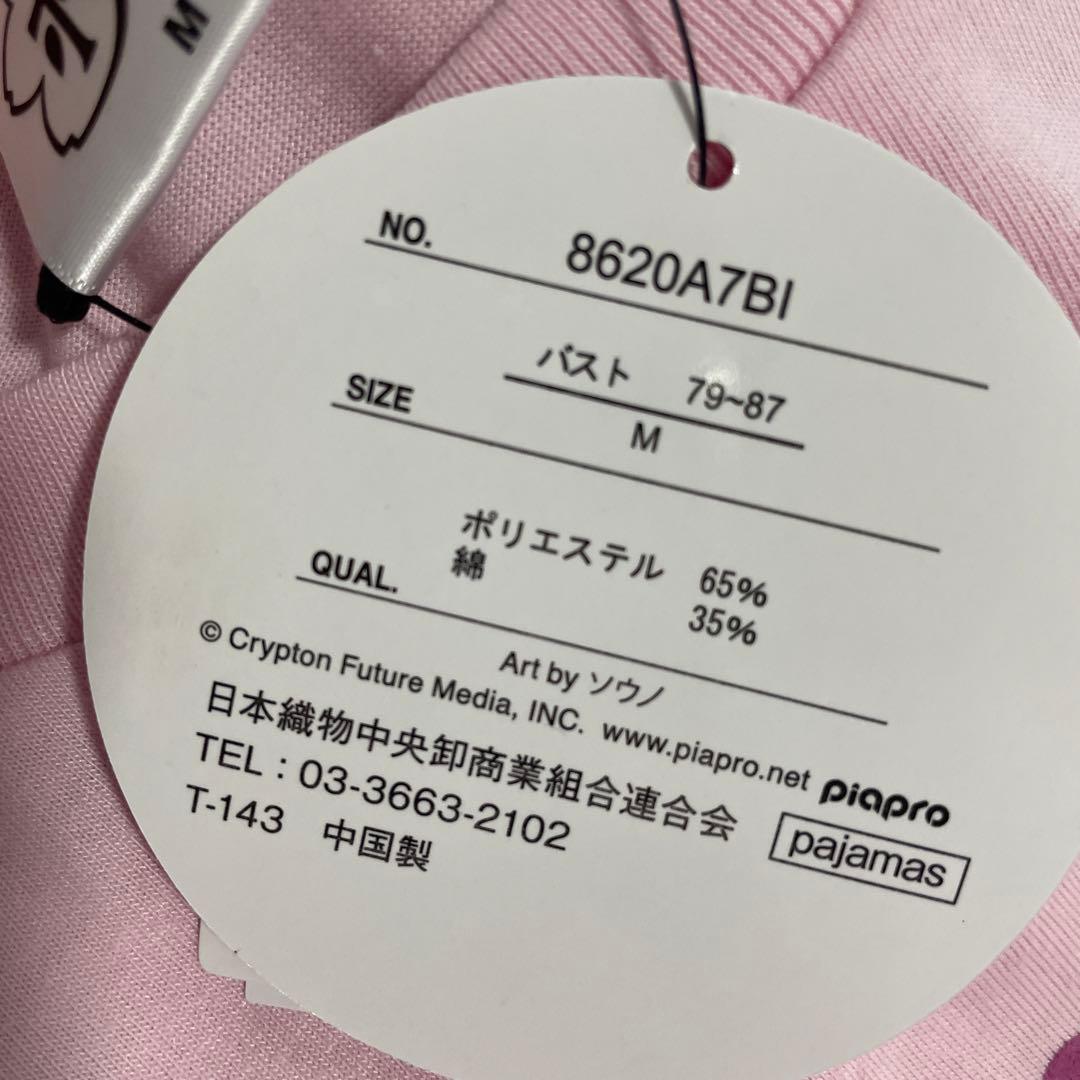 M
NO. 8620A7BI
バスト 79~87
SIZE M
ポリエステル 65%
QUAL. 綿 35%
Art by ソウノ
© Crypton Future Media, INC. www.piapro.net piapro
日本織物中央卸商業組合連合会
TEL : 03-3663-2102
T-143 中国製
pajamas